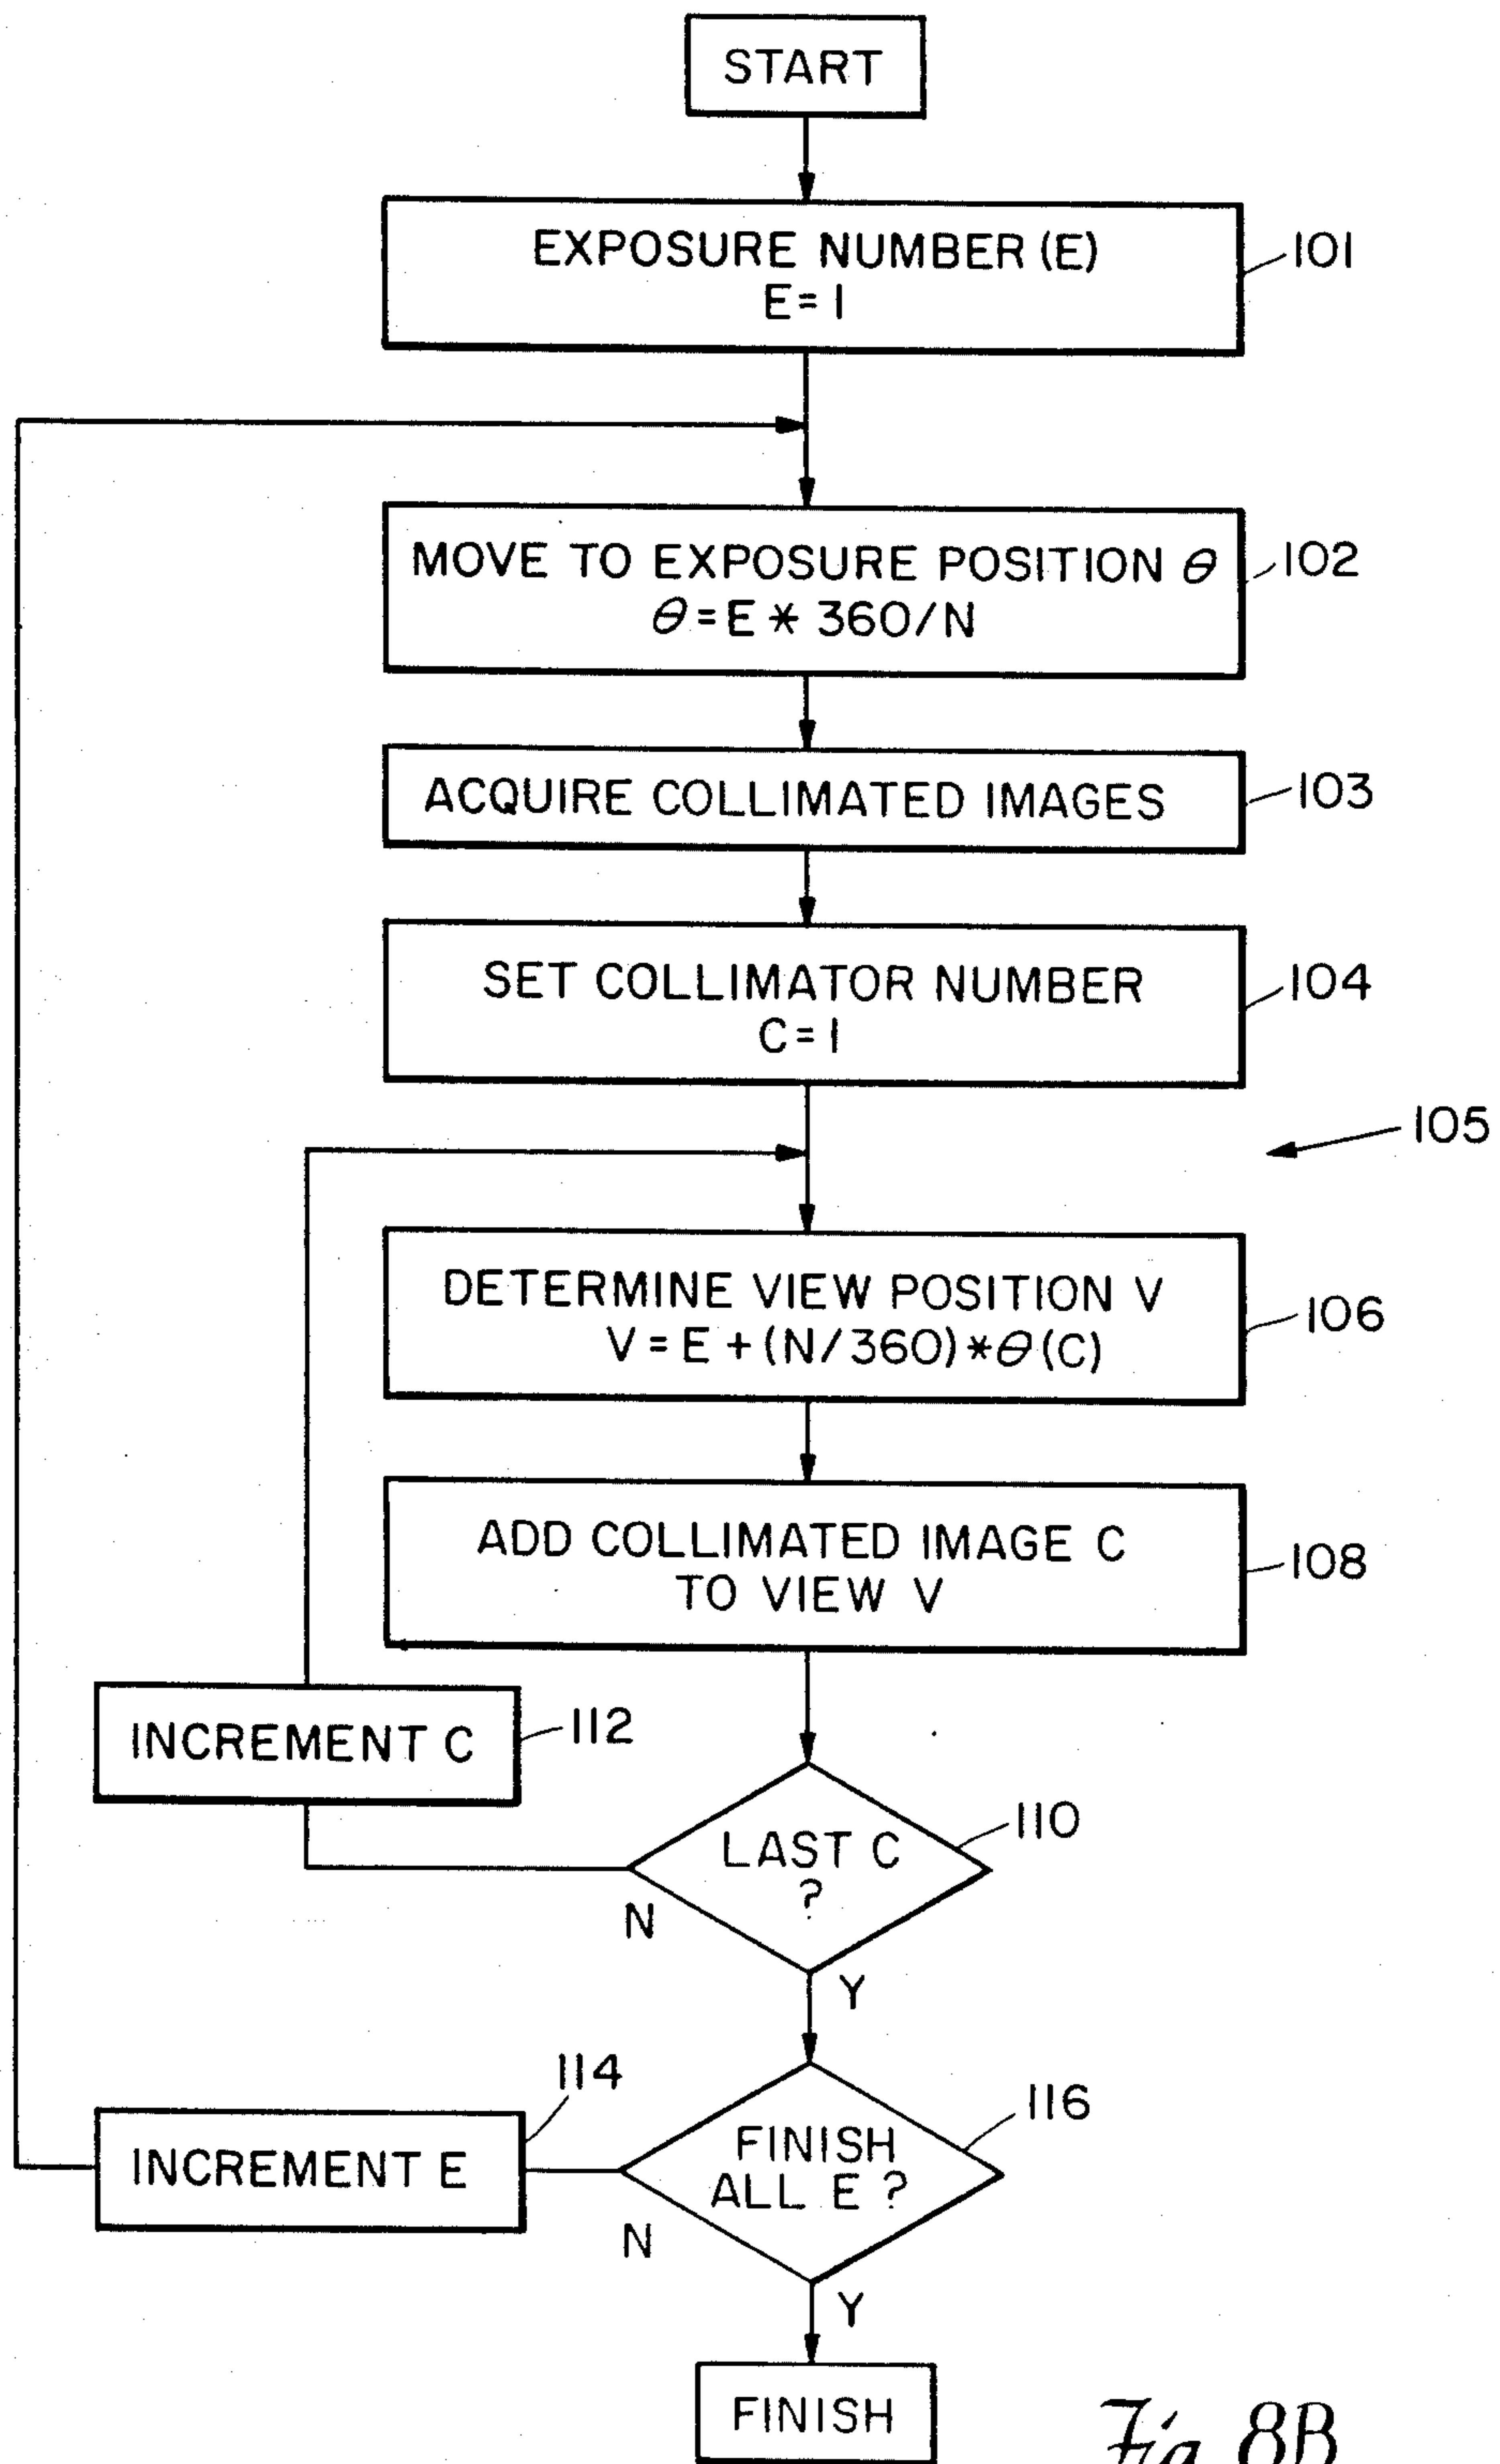 START
EXPOSURE NUMBER (E)
E = 1
101
MOVE TO EXPOSURE POSITION θ
θ = E * 360/N
102
ACQUIRE COLLIMATED IMAGES
103
SET COLLIMATOR NUMBER
C = 1
104
105
DETERMINE VIEW POSITION V
V = E + (N/360) * θ (C)
106
ADD COLLIMATED IMAGE C
TO VIEW V
108
INCREMENT C
112
LAST C
?
110
N
Y
114
INCREMENT E
FINISH
ALL E ?
116
N
Y
FINISH
Fig 8B